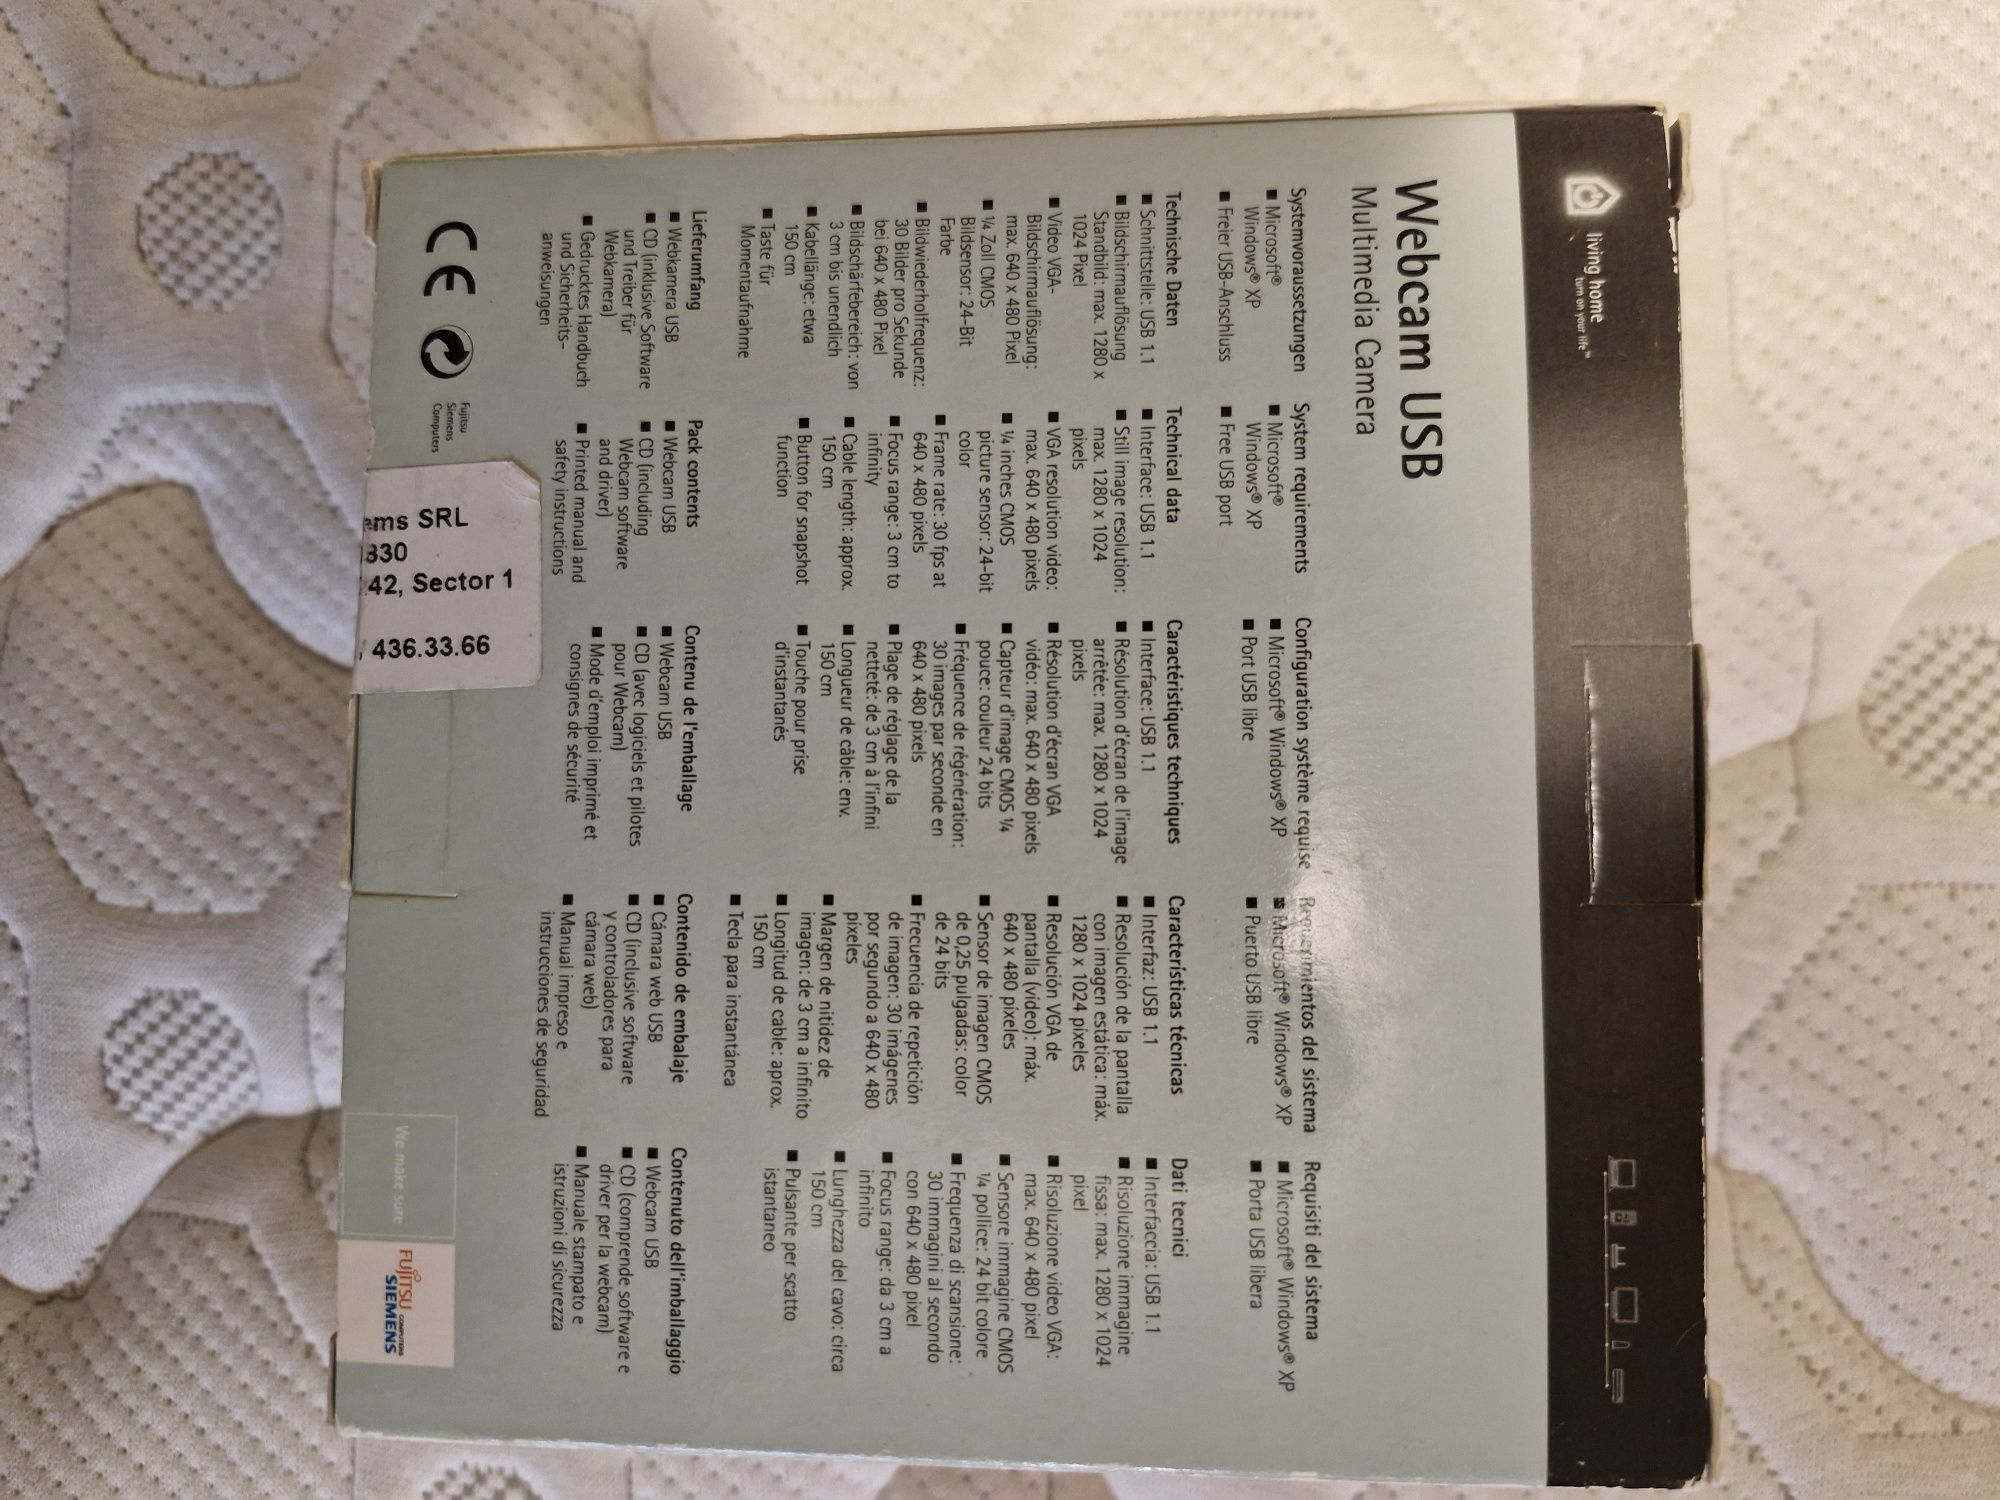 living home
turn on your life™
Webcam USB
Multimedia Camera
Systemvoraussetzungen
■ Microsoft®
Windows® XP
■ Freier USB-Anschluss
Technische Daten
■ Schnittstelle: USB 1.1
■ Bildschirmauflösung
Standbild: max. 1280 x
1024 Pixel
■ Video VGA-
Bildschirmauflösung:
max. 640 x 480 Pixel
■ ¼ Zoll CMOS
Bildsensor: 24-Bit
Farbe
■ Bildwiederholfrequenz:
30 Bilder pro Sekunde
bei 640 x 480 Pixel
■ Bildschärfebereich: von
3 cm bis unendlich
■ Kabellänge: etwa
150 cm
■ Taste für
Momentaufnahme
Lieferumfang
■ Webkamera USB
■ CD (inklusive Software
und Treiber für
Webkamera)
■ Gedrucktes Handbuch
und Sicherheits-
anweisungen
System requirements
■ Microsoft®
Windows® XP
■ Free USB port
Technical data
■ Interface: USB 1.1
■ Still image resolution:
max. 1280 x 1024
pixels
■ VGA resolution video:
max. 640 x 480 pixels
■ ¼ inches CMOS
picture sensor: 24-bit
color
■ Frame rate: 30 fps at
640 x 480 pixels
■ Focus range: 3 cm to
infinity
■ Cable length: approx.
150 cm
■ Button for snapshot
function
Pack contents
■ Webcam USB
■ CD (including
Webcam software
and driver)
■ Printed manual and
safety instructions
Configuration système requise
■ Microsoft® Windows® XP
■ Port USB libre
Caractéristiques techniques
■ Interface: USB 1.1
■ Résolution d'écran de l'image
arrêtée: max. 1280 x 1024
pixels
■ Résolution d'écran VGA
vidéo: max. 640 x 480 pixels
■ Capteur d'image CMOS ¼
pouce: couleur 24 bits
■ Fréquence de régénération:
30 images par seconde en
640 x 480 pixels
■ Plage de réglage de la
netteté: de 3 cm à l'infini
■ Longueur de câble: env.
150 cm
■ Touche pour prise
d'instantanés
Contenu de l'emballage
■ Webcam USB
■ CD (avec logiciels et pilotes
pour Webcam)
■ Mode d'emploi imprimé et
consignes de sécurité
Requerimientos del sistema
■ Microsoft® Windows® XP
■ Puerto USB libre
Caracteristicas técnicas
■ Interfaz: USB 1.1
■ Resolución de la pantalla
con imagen estática: máx.
1280 x 1024 pixeles
■ Resolución VGA de
pantalla (vídeo): máx.
640 x 480 pixeles
■ Sensor de imagen CMOS
de 0,25 pulgadas: color
de 24 bits
■ Frecuencia de repetición
de imagen: 30 imágenes
por segundo a 640 x 480
pixeles
■ Margen de nitidez de
imagen: de 3 cm a infinito
■ Longitud de cable: aprox.
150 cm
■ Tecla para instantánea
Contenido de embalaje
■ Cámara web USB
■ CD (inclusive software
y controladores para
cámara web)
■ Manual impreso e
instrucciones de seguridad
Requisiti del sistema
■ Microsoft® Windows® XP
■ Porta USB libera
Dati tecnici
■ Interfaccia: USB 1.1
■ Risoluzione immagine
fissa: max. 1280 x 1024
pixel
■ Risoluzione video VGA:
max. 640 x 480 pixel
■ Sensore immagine CMOS
¼ pollice: 24 bit colore
■ Frequenza di scansione:
30 immagini al secondo
con 640 x 480 pixel
■ Focus range: da 3 cm a
infinito
■ Lunghezza del cavo: circa
150 cm
■ Pulsante per scatto
istantaneo
Contenuto dell'imballaggio
■ Webcam USB
■ CD (comprende software e
driver per la webcam)
■ Manuale stampato e
istruzioni di sicurezza
CE
Fujitsu
Siemens
Computers
ems SRL
330
42, Sector 1
436.33.66
We make sure
FUJITSU COMPUTERS
SIEMENS